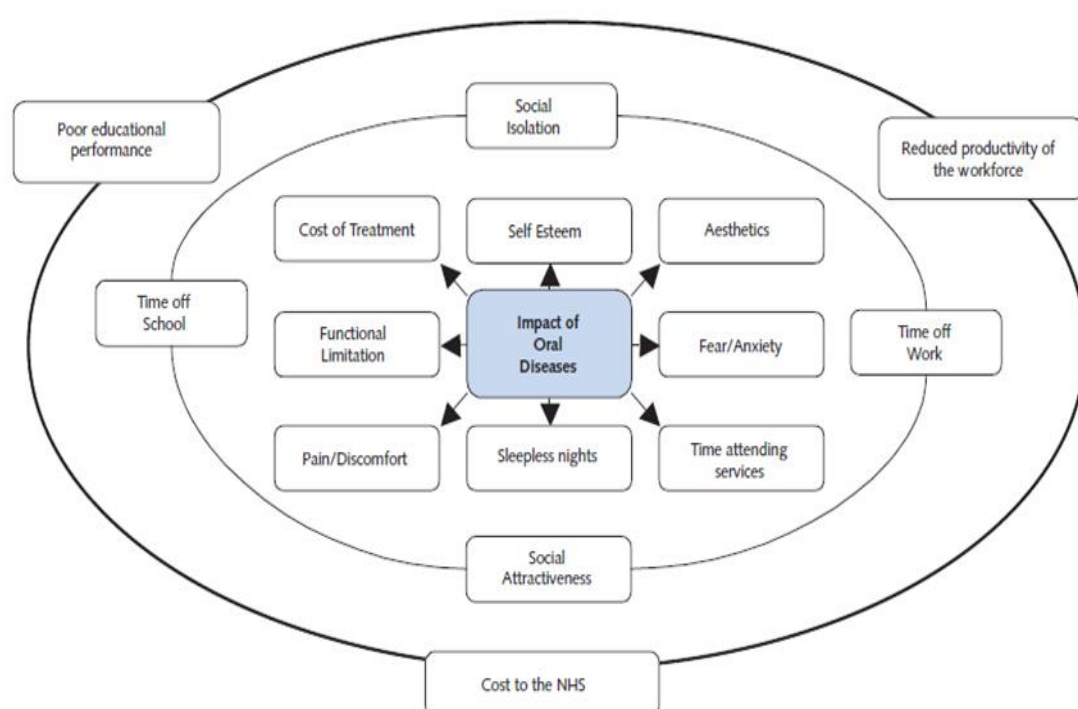 Social
Isolation
Poor educational
performance
Reduced productivity of
the workforce
Cost of Treatment
Self Esteem
Aesthetics
Time off
School
Functional
Limitation
Impact of
Oral
Diseases
Fear/Anxiety
Time off
Work
Pain/Discomfort
Sleepless nights
Time attending
services
Social
Attractiveness
Cost to the NHS